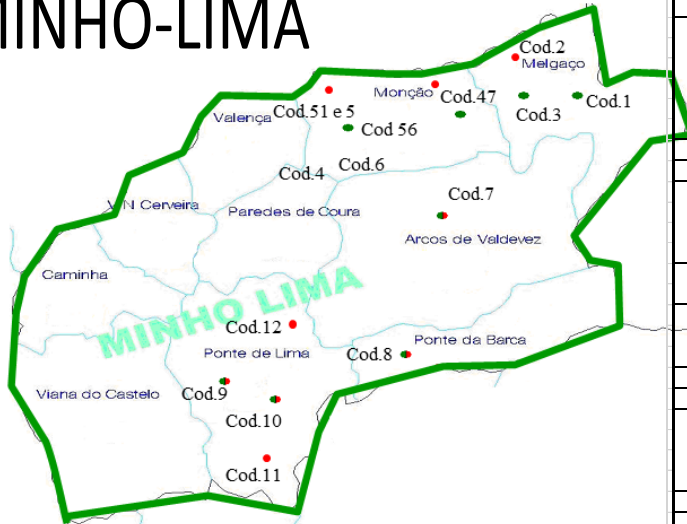 MINHO-LIMA
Cod.2
Melgaço
Monção
Cod.47
Cod.1
Cod.51 e 5
Cod.3
Valença
Cod 56
Cod.6
Cod.4
Cod.7
V N Cerveira
Paredes de Coura
Arcos de Valdevez
Caminha
MINHO LIMA
Cod.12
Ponte de Lima
Cod.8
Ponte da Barca
Viana do Castelo
Cod.9
Cod.10
Cod.11